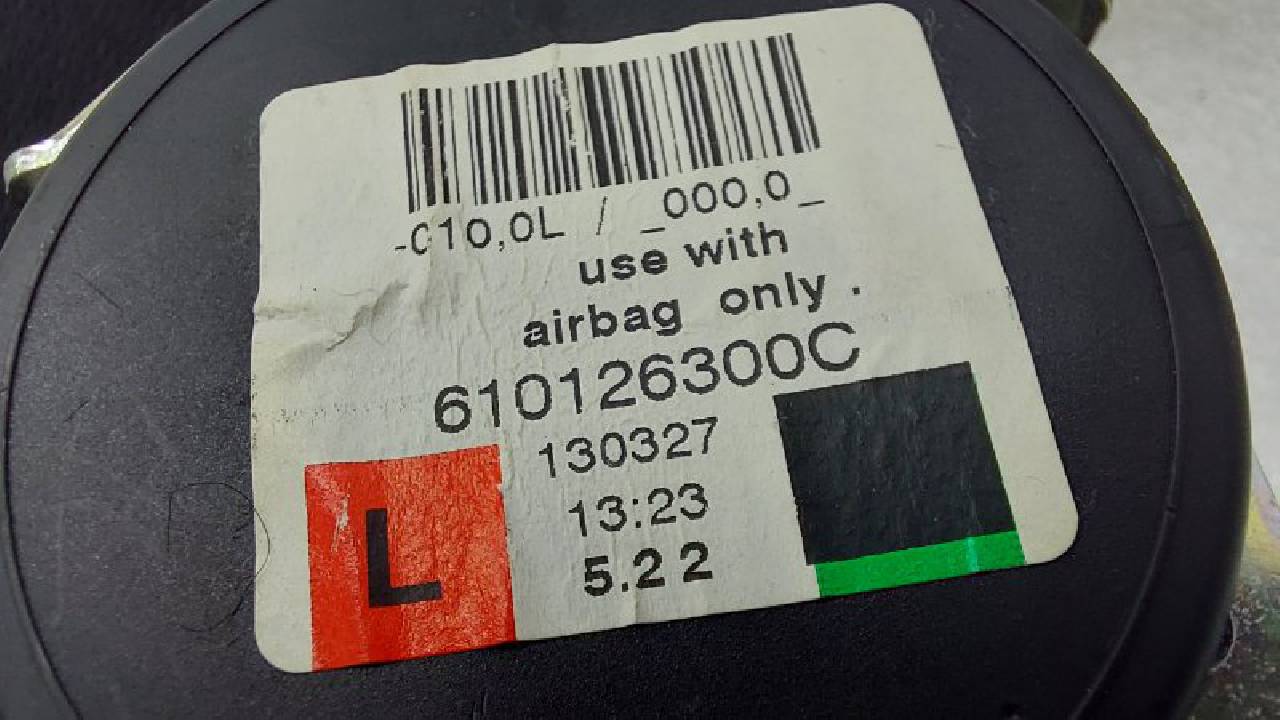 -010,0L / _000,0_
use with
airbag only .
610126300C
130327
13:23
5.22
L